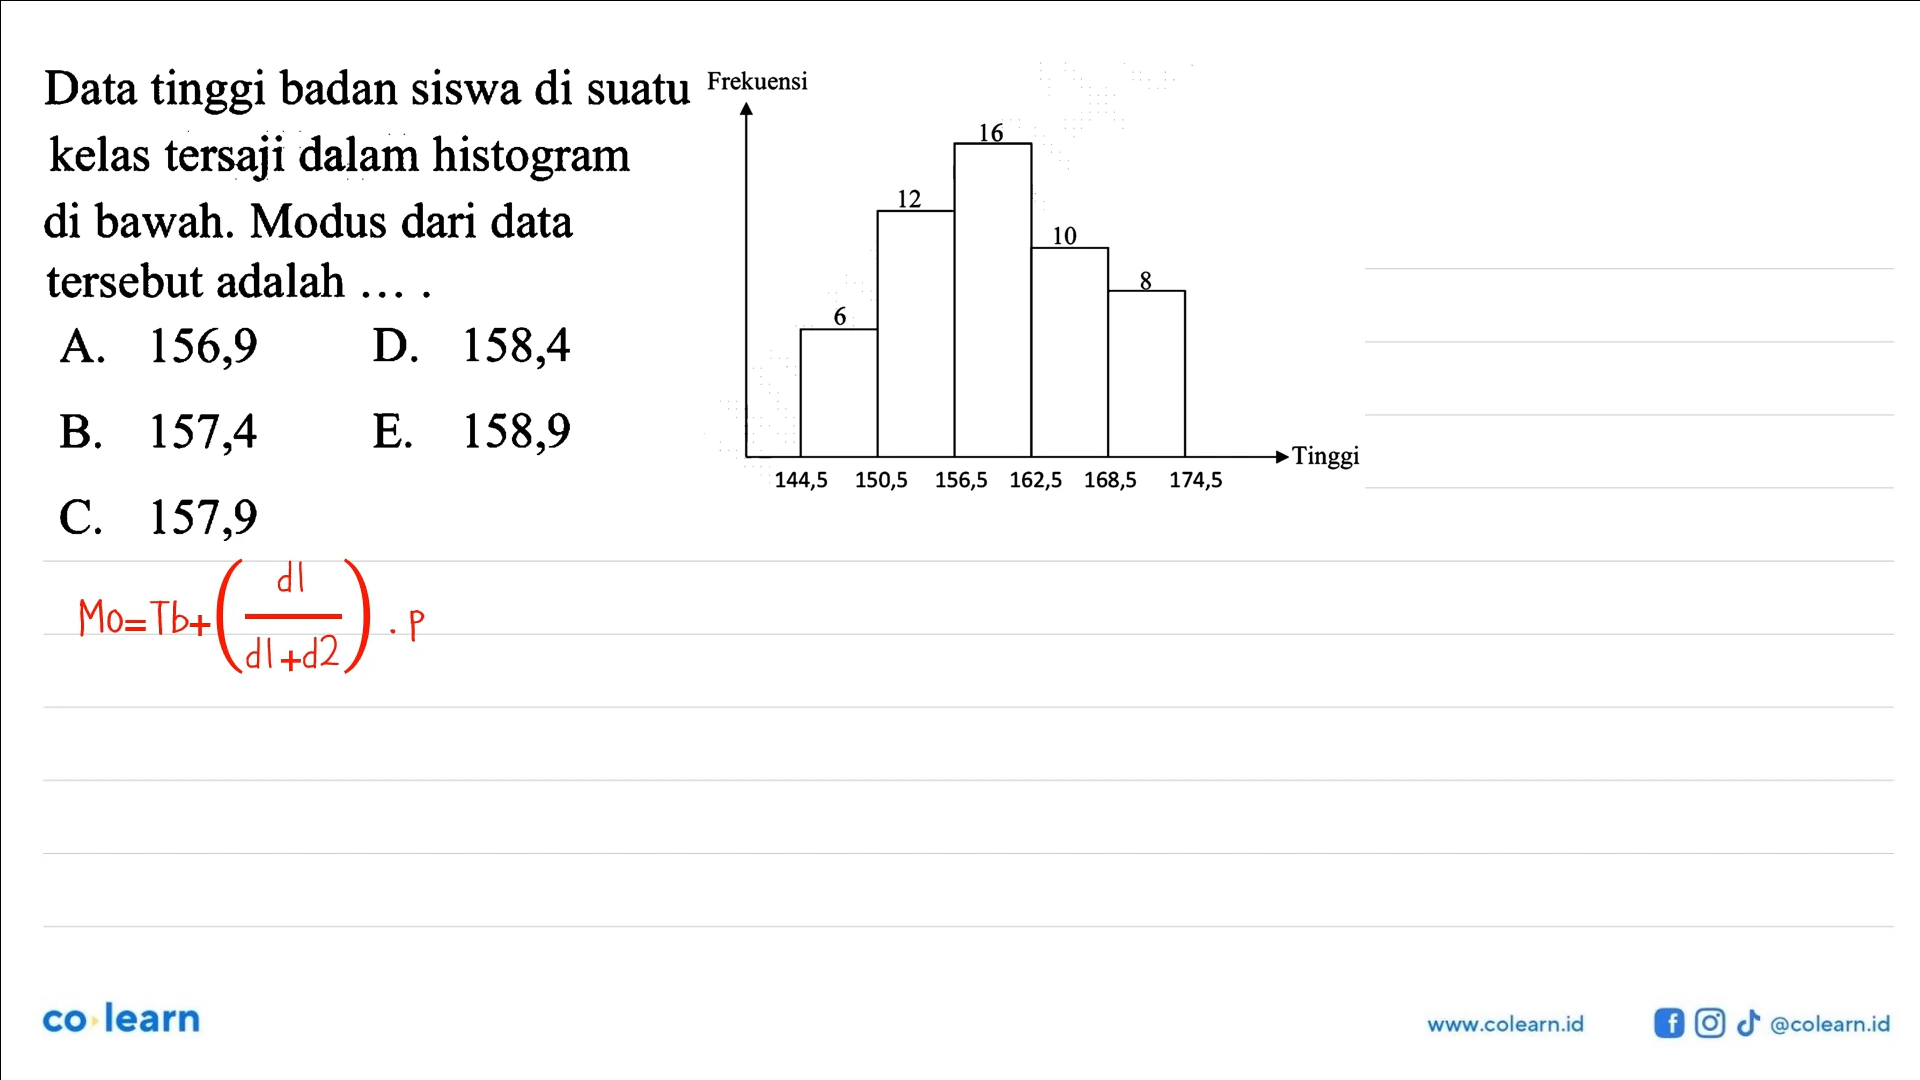 Data tinggi badan siswa di suatu
kelas tersaji dalam histogram
di bawah. Modus dari data
tersebut adalah ... .
A. 156,9 D. 158,4
B. 157,4 E. 158,9
C. 157,9
Frekuensi
16
12
10
8
6
Tinggi
144,5 150,5 156,5 162,5 168,5 174,5
Mo=Tb+(d1/d1+d2).p
co learn
www.colearn.id
@colearn.id